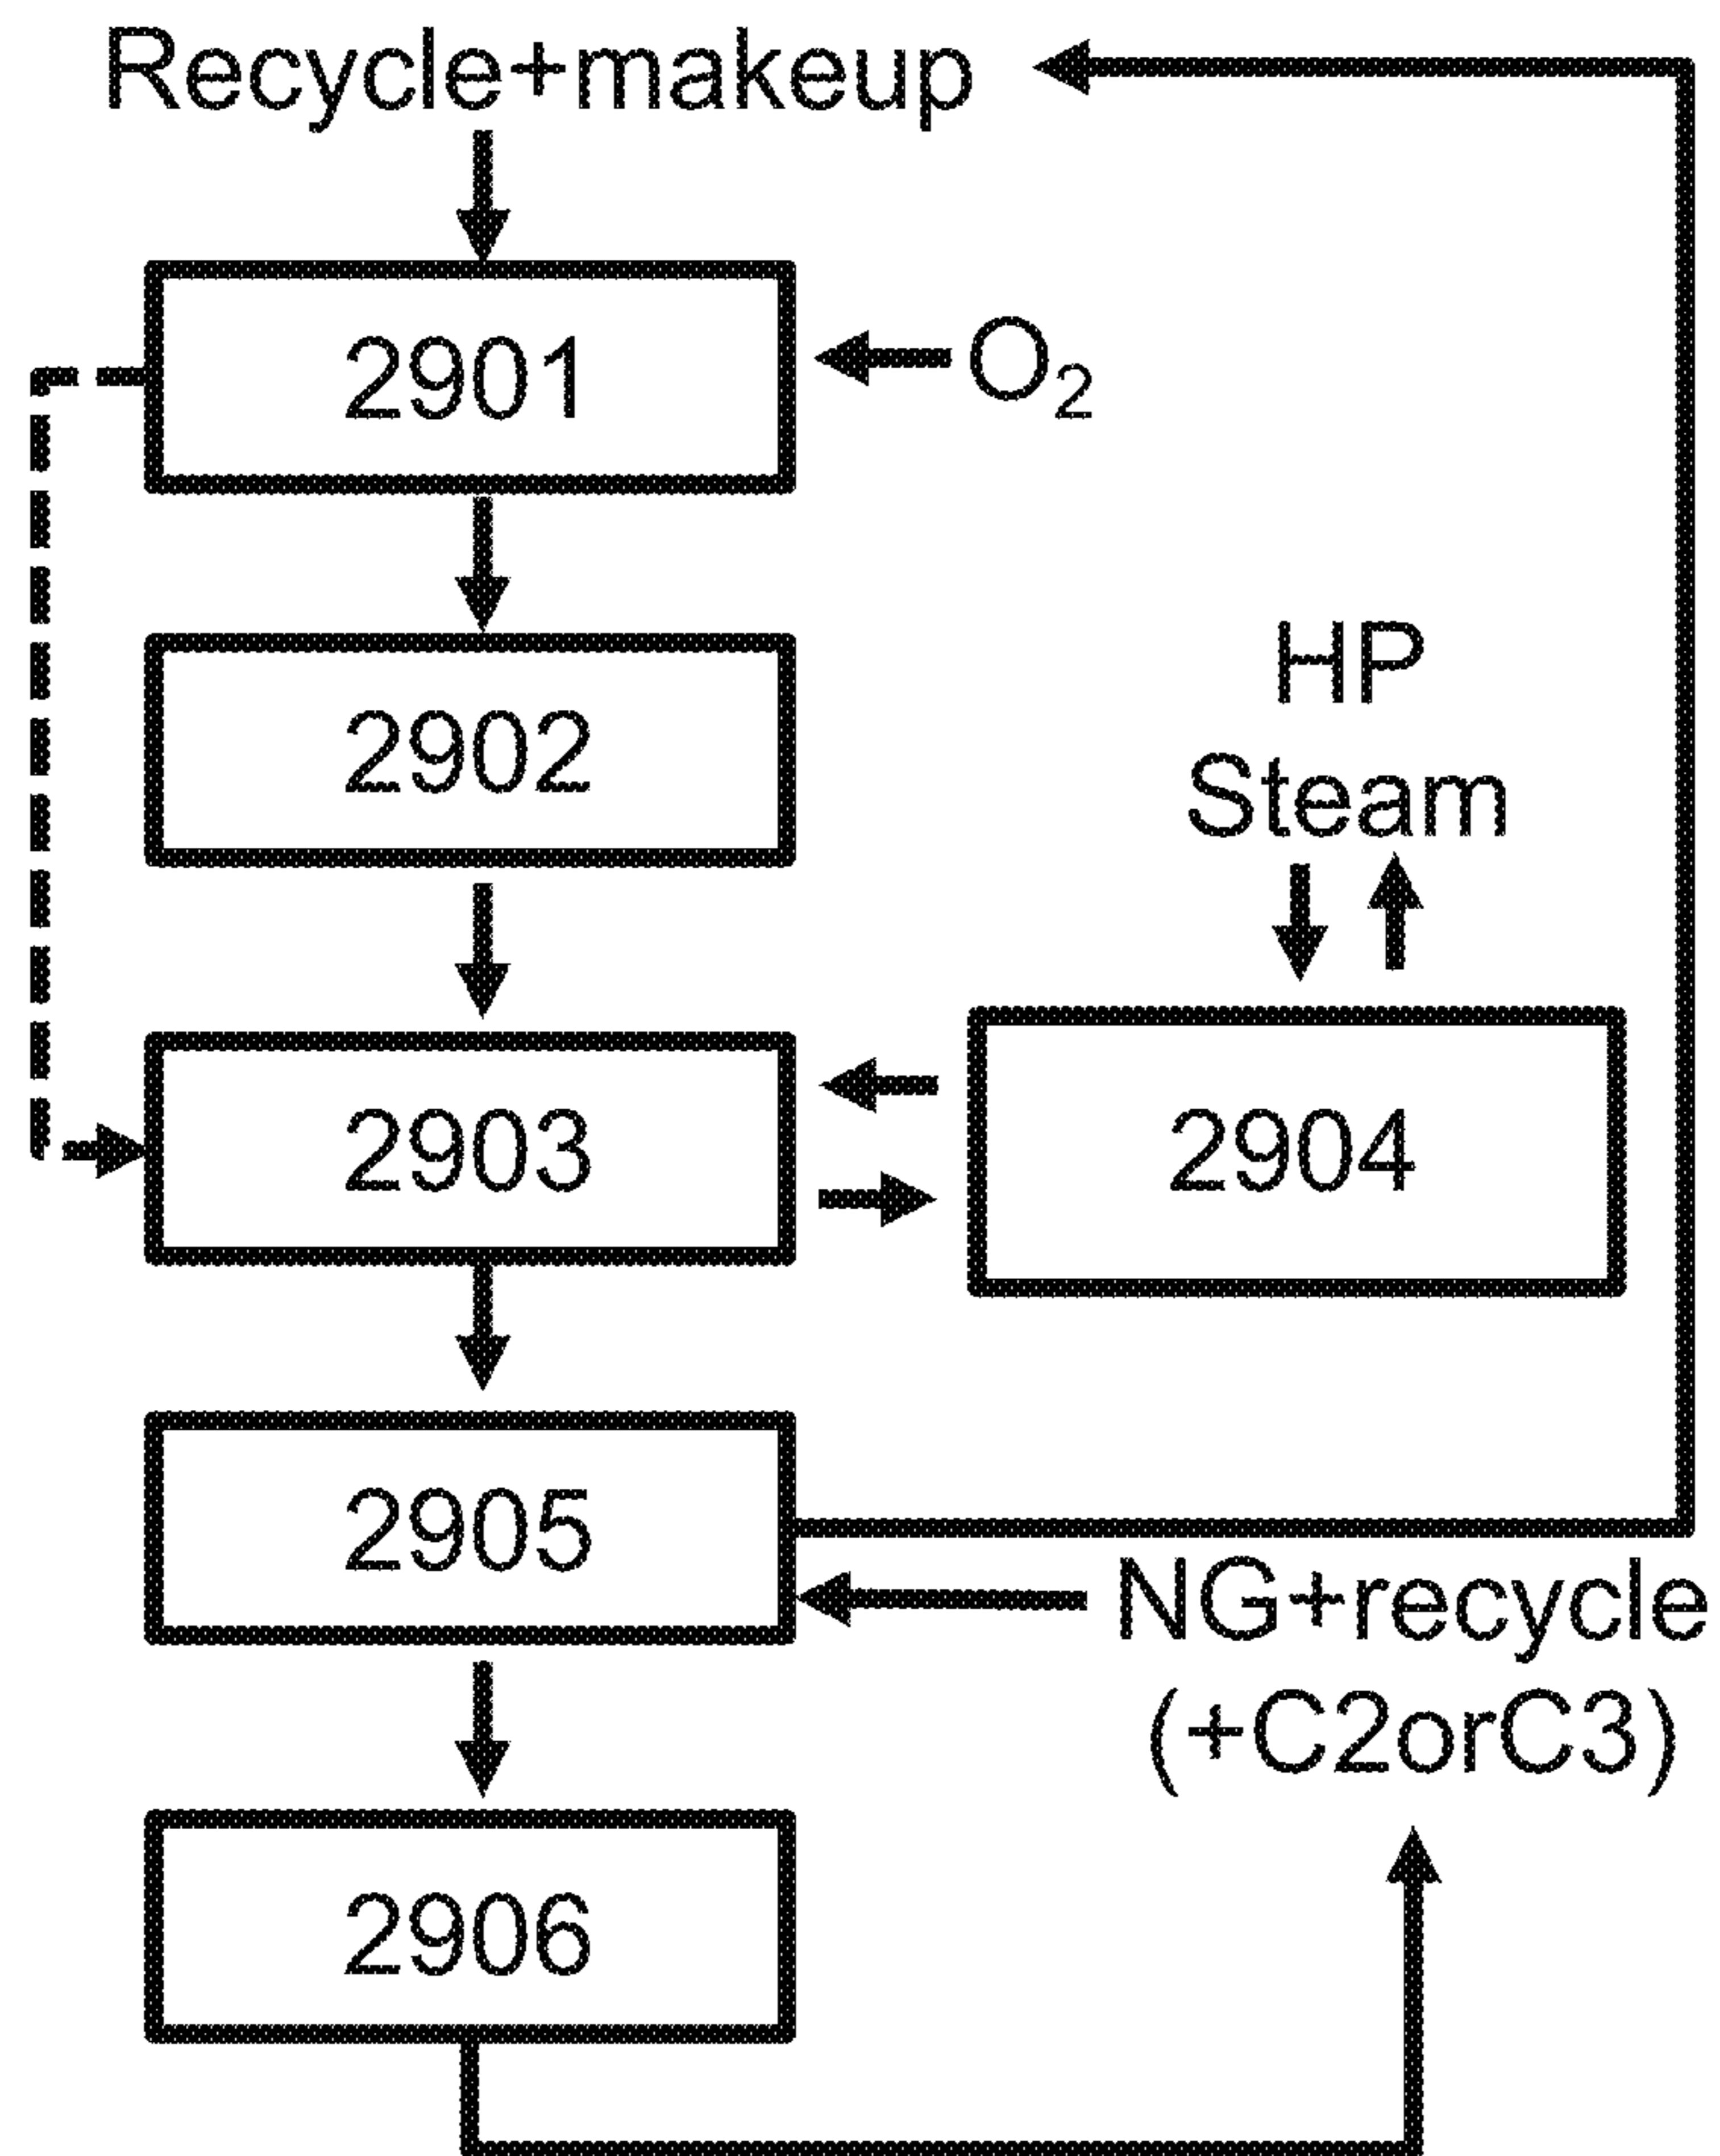 Recycle+makeup
2901
O₂
2902
HP
Steam
2903
2904
2905
NG+recycle
(+C2orC3)
2906